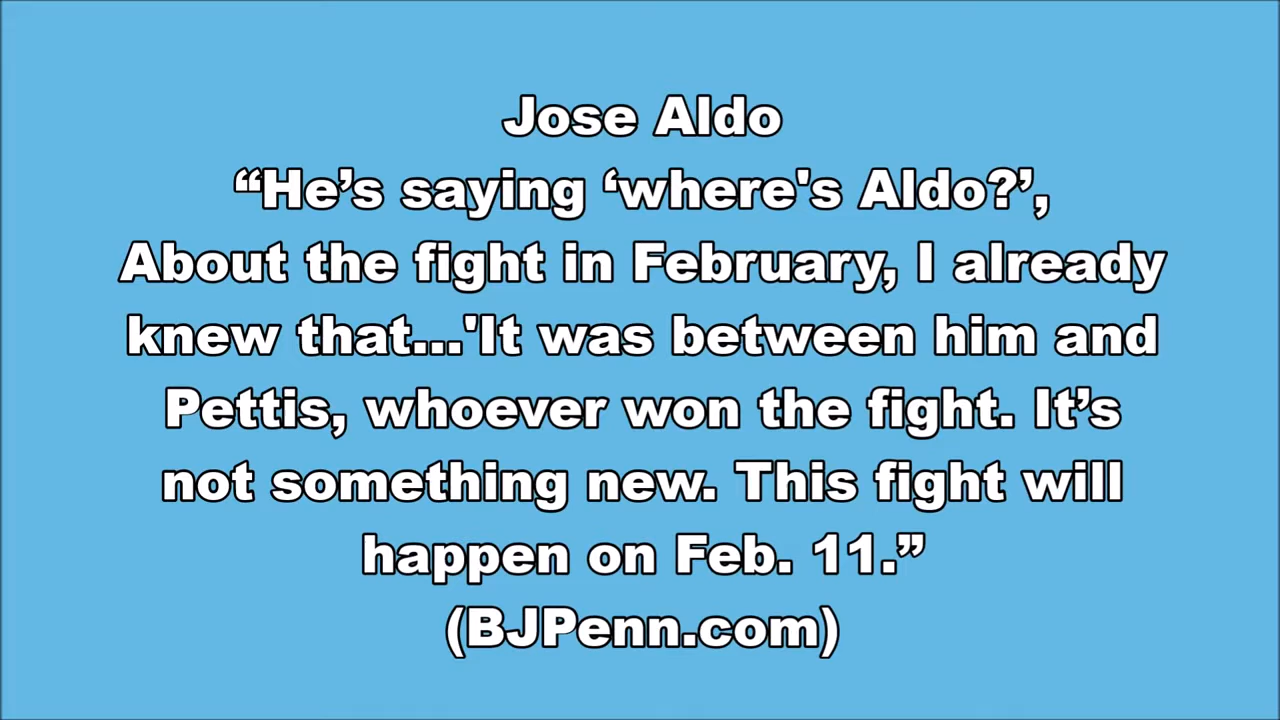 Jose Aldo
“He’s saying ‘where's Aldo?’,
About the fight in February, I already
knew that...'It was between him and
Pettis, whoever won the fight. It’s
not something new. This fight will
happen on Feb. 11.”
(BJPenn.com)